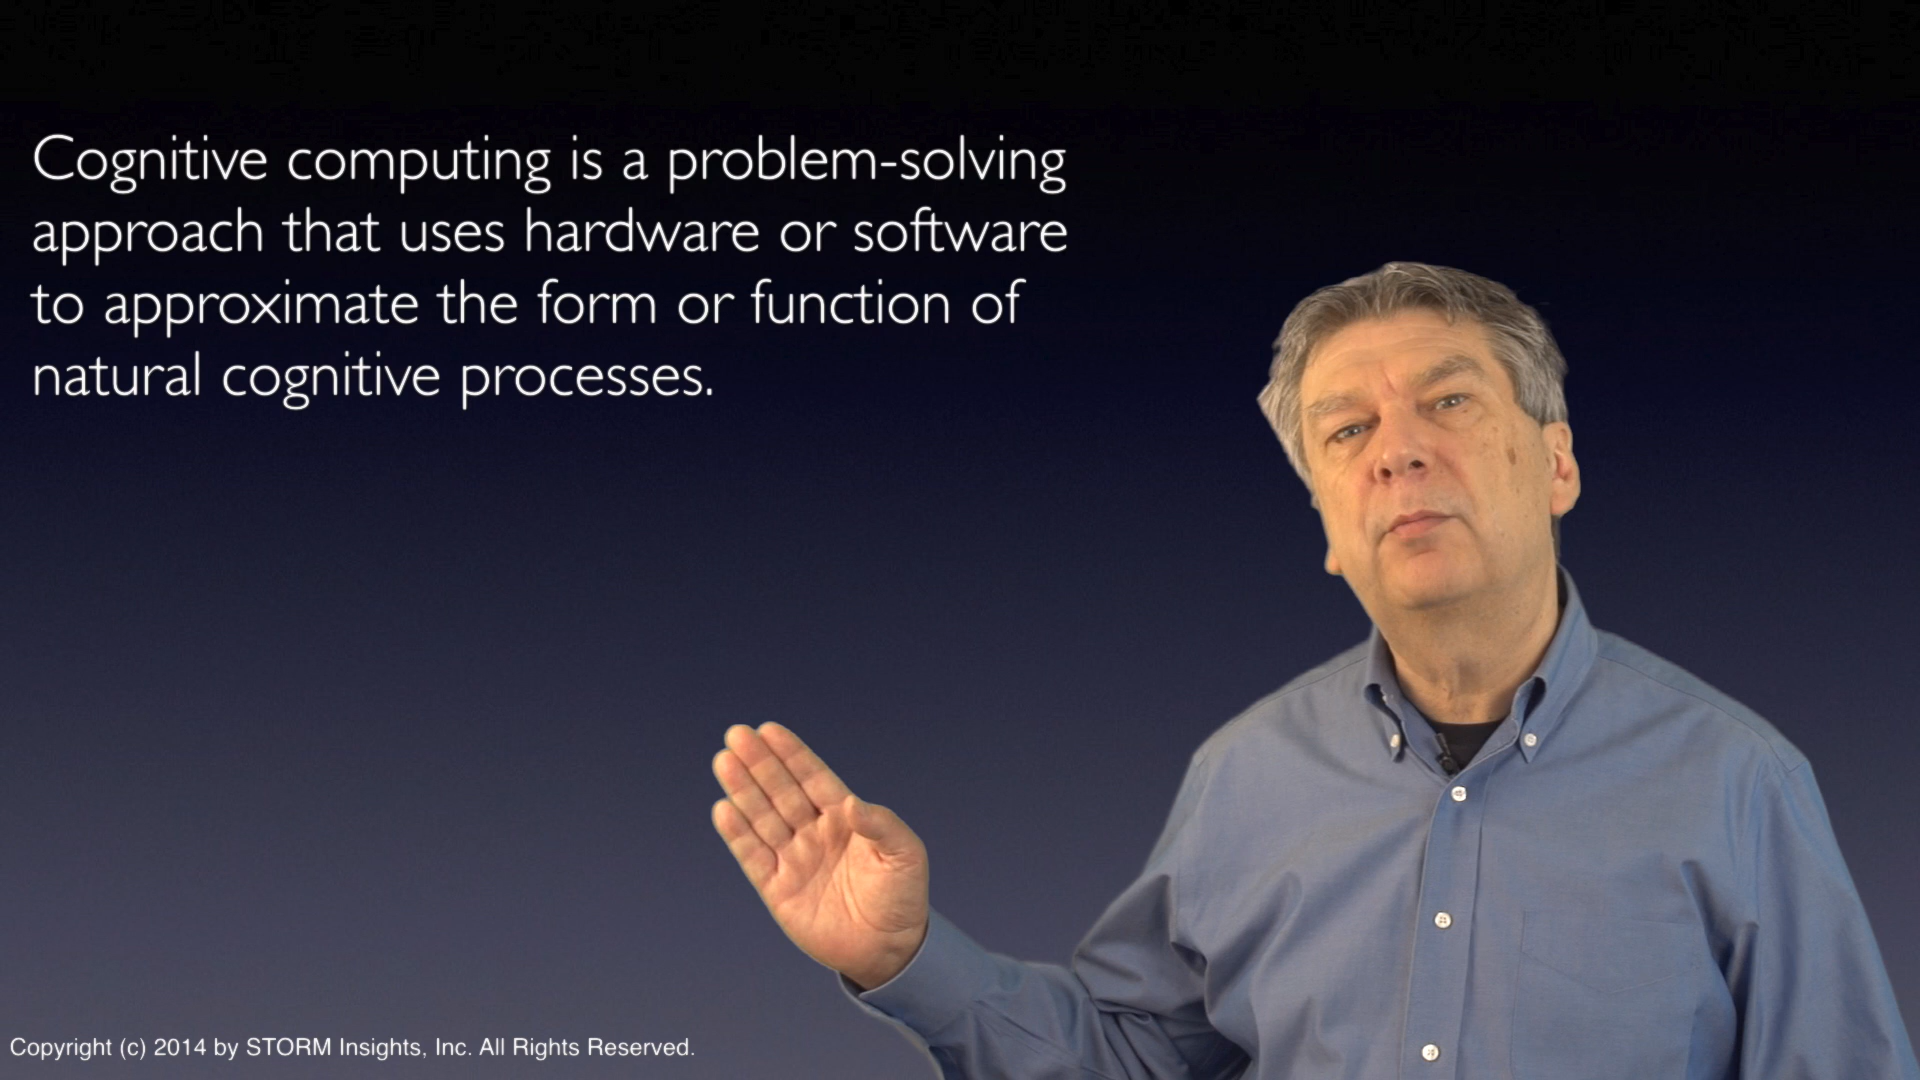 Cognitive computing is a problem-solving
approach that uses hardware or software
to approximate the form or function of
natural cognitive processes.
Copyright (c) 2014 by STORM Insights, Inc. All Rights Reserved.